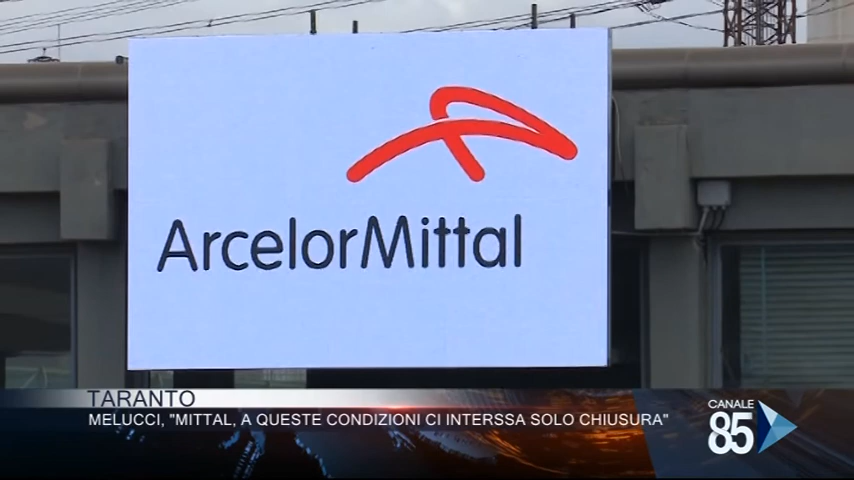 ArcelorMittal
TARANTO
MELUCCI, "MITTAL, A QUESTE CONDIZIONI CI INTERSSA SOLO CHIUSURA"
CANALE
85